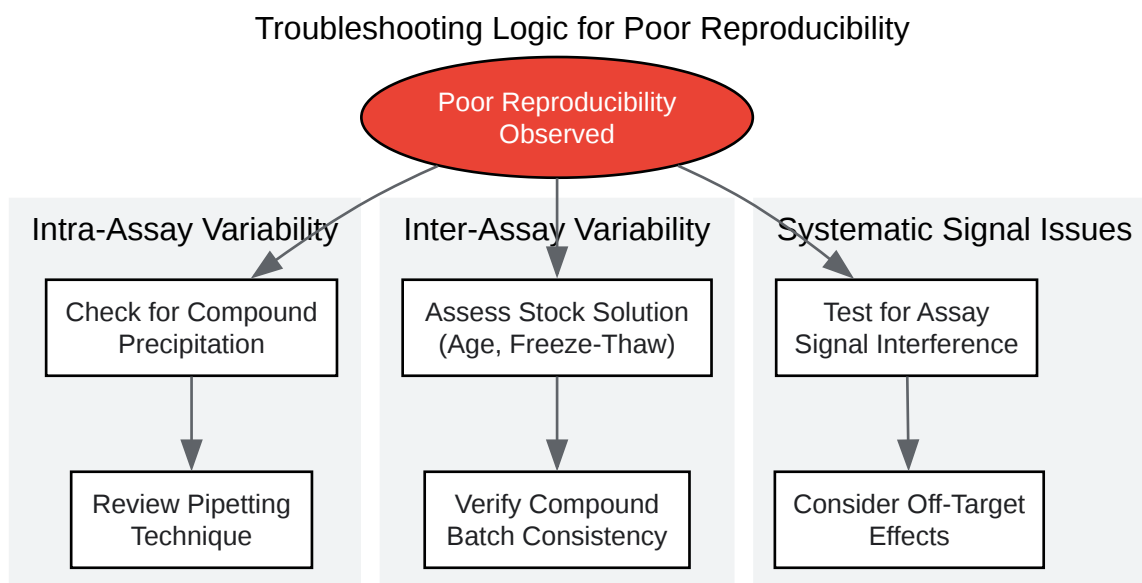 Troubleshooting Logic for Poor Reproducibility
Poor Reproducibility
Observed
Intra-Assay Variability
Check for Compound
Precipitation
Review Pipetting
Technique
Inter-Assay Variability
Assess Stock Solution
(Age, Freeze-Thaw)
Verify Compound
Batch Consistency
Systematic Signal Issues
Test for Assay
Signal Interference
Consider Off-Target
Effects